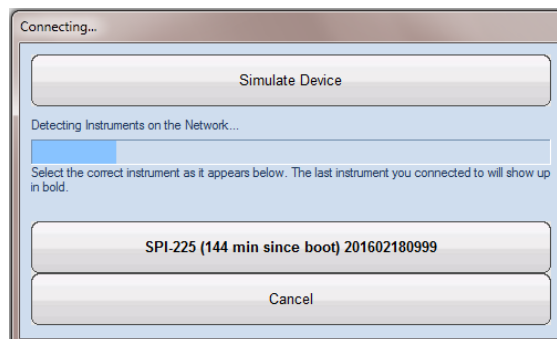 Connecting...
Simulate Device
Detecting Instruments on the Network...
Select the correct instrument as it appears below. The last instrument you connected to will show up
in bold.
SPI-225 (144 min since boot) 201602180999
Cancel